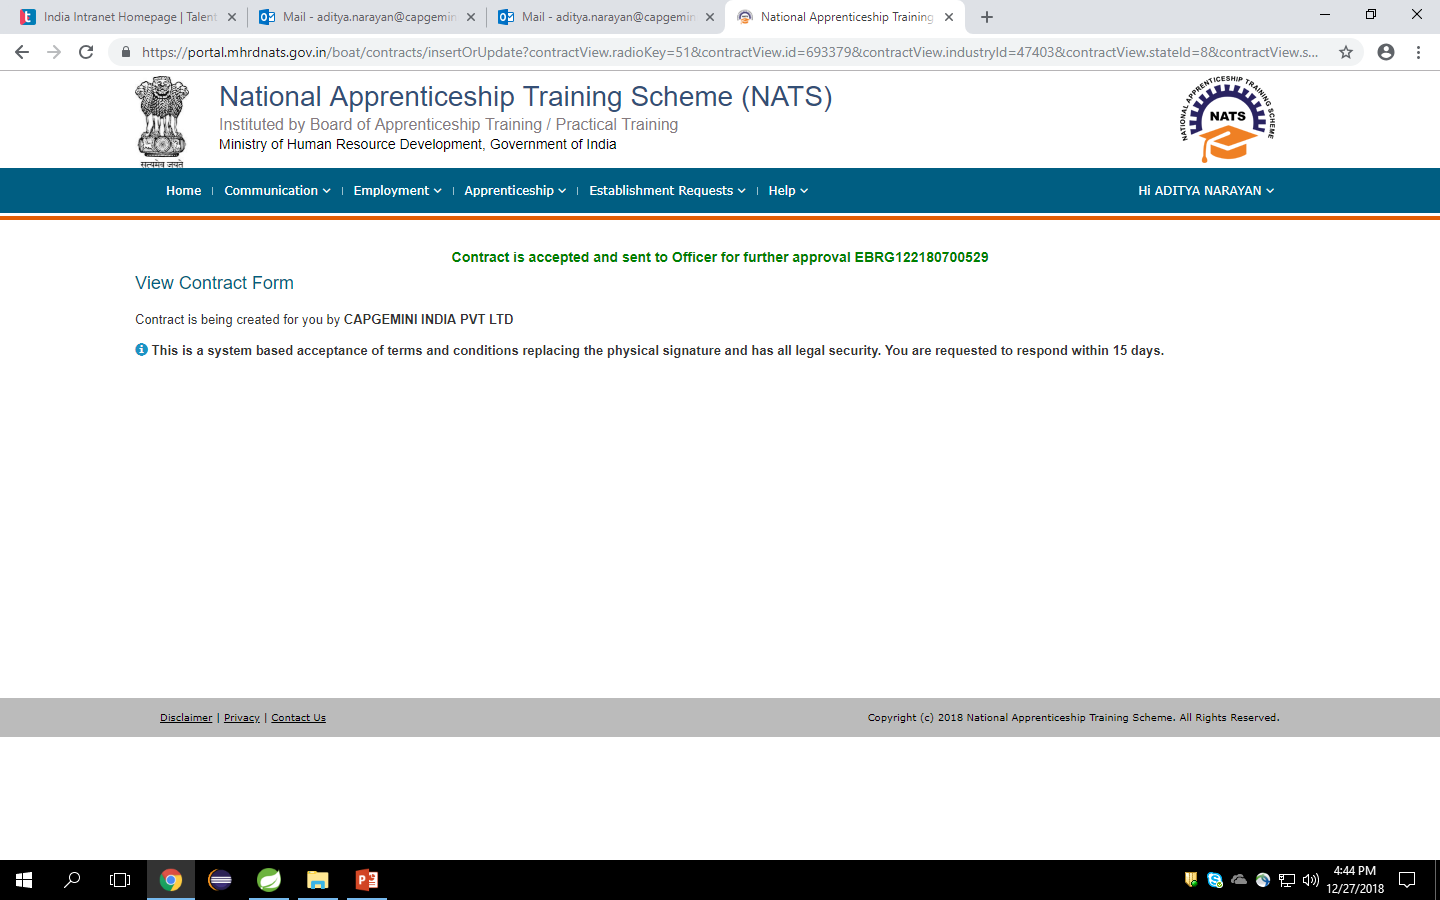 India Intranet Homepage | Talent
Mail - aditya.narayan@capgemin
Mail - aditya.narayan@capgemin
National Apprenticeship Training
https://portal.mhrdnats.gov.in/boat/contracts/insertOrUpdate?contractView.radioKey=51&contractView.id=693379&contractView.industryId=47403&contractView.stateId=8&contractView.s...
सत्यमेव जयते
National Apprenticeship Training Scheme (NATS)
Instituted by Board of Apprenticeship Training / Practical Training
Ministry of Human Resource Development, Government of India
NATIONAL APPRENTICESHIP TRAINING SCHEME
NATS
Home | Communication | Employment | Apprenticeship | Establishment Requests | Help
Hi ADITYA NARAYAN
Contract is accepted and sent to Officer for further approval EBRG122180700529
View Contract Form
Contract is being created for you by CAPGEMINI INDIA PVT LTD
This is a system based acceptance of terms and conditions replacing the physical signature and has all legal security. You are requested to respond within 15 days.
Disclaimer | Privacy | Contact Us
Copyright (c) 2018 National Apprenticeship Training Scheme. All Rights Reserved.
4:44 PM
12/27/2018